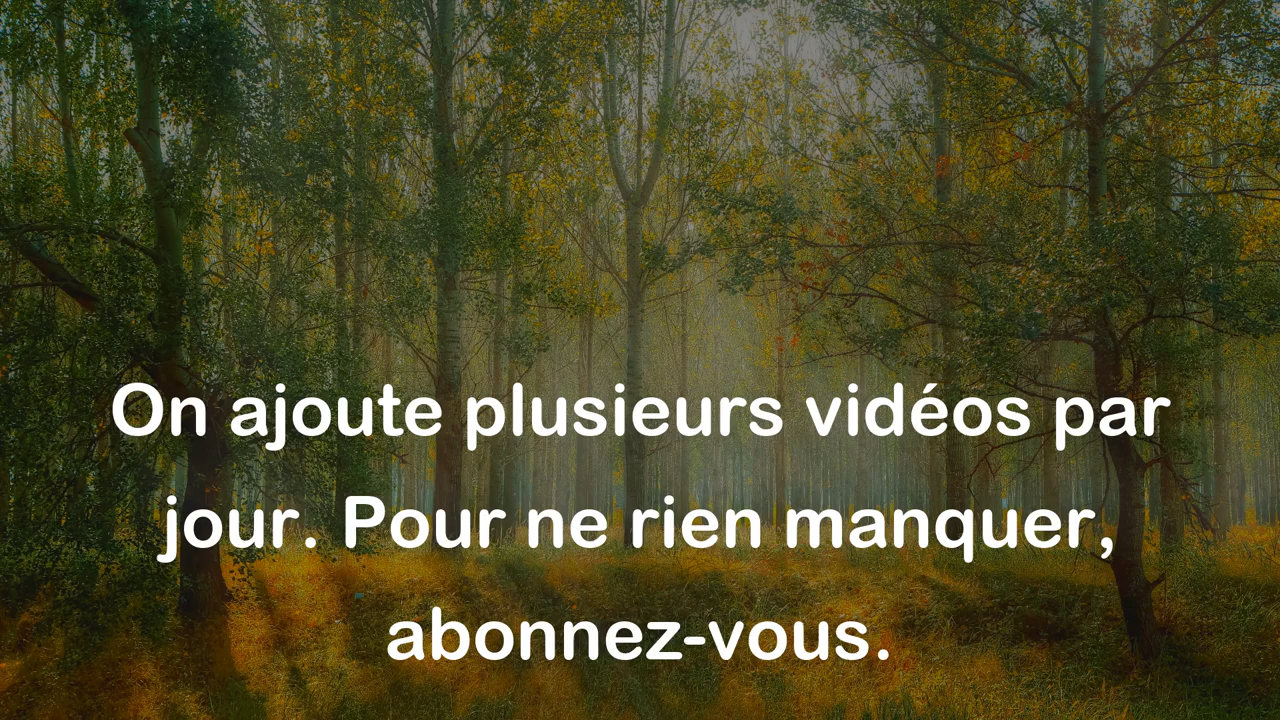 On ajoute plusieurs vidéos par
jour. Pour ne rien manquer,
abonnez-vous.